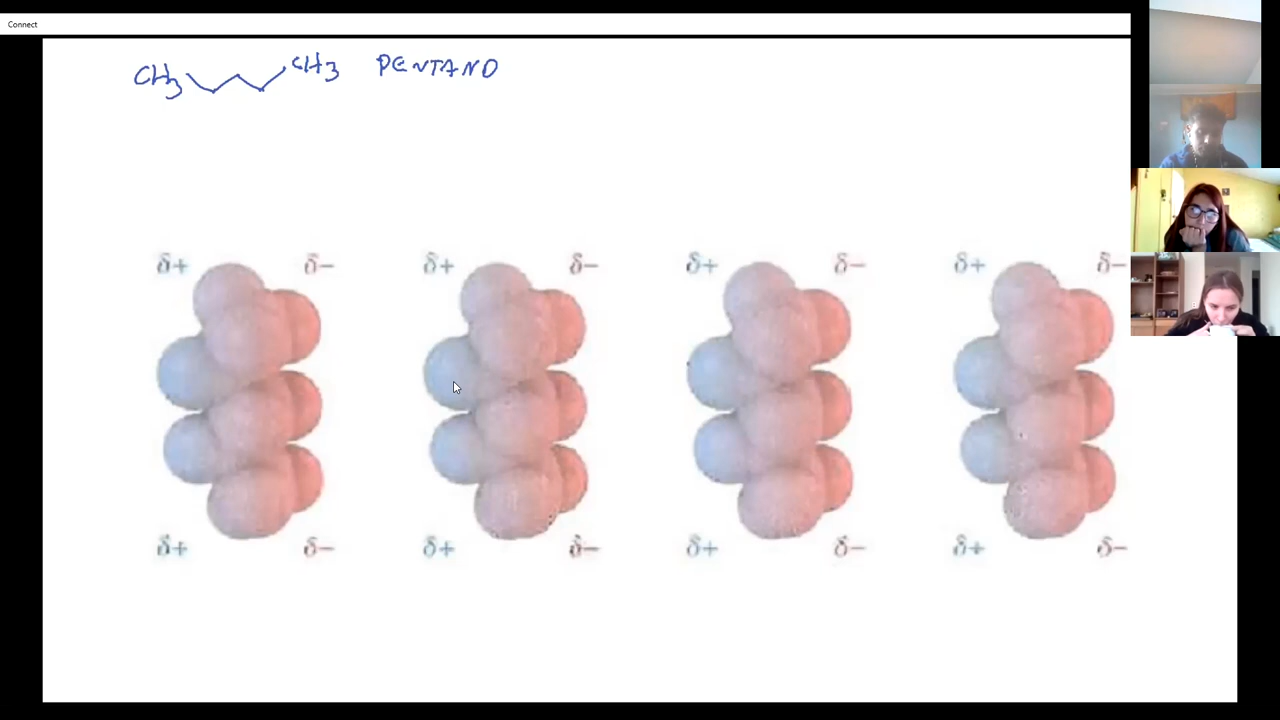 Connect
CH3 CH3 PENTANO
δ+ δ- δ+ δ- δ+ δ- δ+ δ-
δ+ δ- δ+ δ- δ+ δ- δ+ δ-